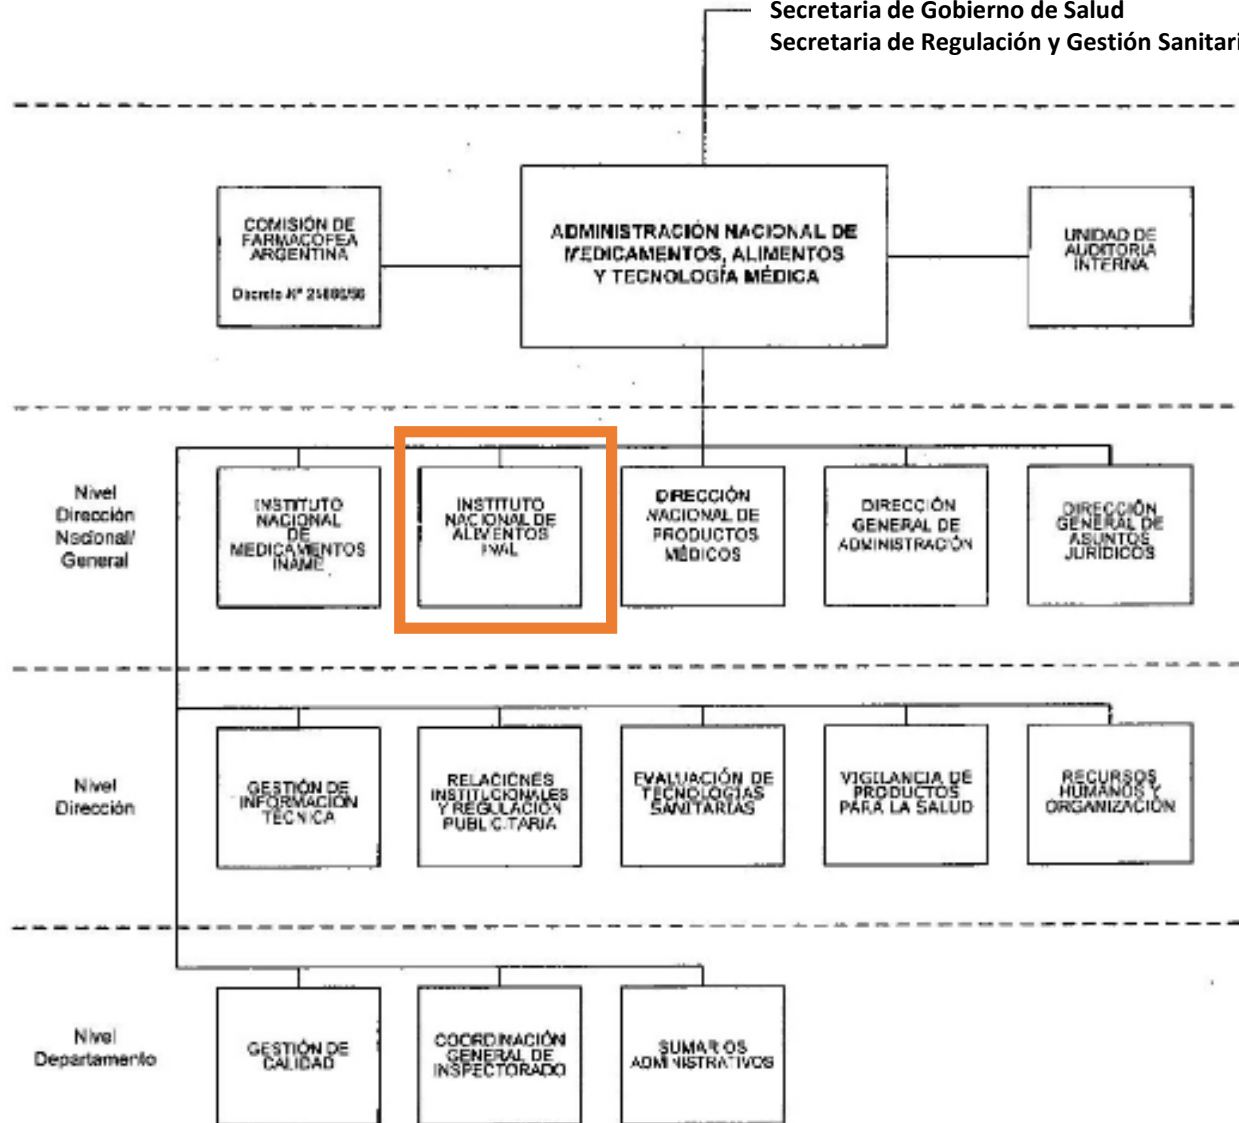 Secretaria de Gobierno de Salud
Secretaria de Regulación y Gestión Sanitari
COMISIÓN DE
FARMACOFEA
ARGENTINA
Decreto Nº
ADMINISTRACIÓN NACIONAL DE
MEDICAMENTOS, ALIMENTOS
Y TECNOLOGÍA MÉDICA
UNIDAD DE
AUDITORIA
INTERNA
Nivel
Dirección
Nacional/
General
INSTITUTO
NACIONAL
DE
MEDICAMENTOS
INAME
INSTITUTO
NACIONAL DE
ALIMENTOS
INAL
DIRECCIÓN
NACIONAL DE
PRODUCTOS
MÉDICOS
DIRECCIÓN
GENERAL DE
ADMINISTRACIÓN
DIRECCIÓN
GENERAL DE
ASUNTOS
JURÍDICOS
Nivel
Dirección
GESTIÓN DE
INFORMACIÓN
TÉCNICA
RELACIONES
INSTITUCIONALES
Y REGULACIÓN
PUBLICITARIA
EVALUACIÓN DE
TECNOLOGÍAS
SANITARIAS
VIGILANCIA DE
PRODUCTOS
PARA LA SALUD
RECURSOS
HUMANOS Y
ORGANIZACIÓN
Nivel
Departamento
GESTIÓN DE
CALIDAD
COORDINACIÓN
GENERAL DE
INSPECTORADO
SUMARIOS
ADMINISTRATIVOS